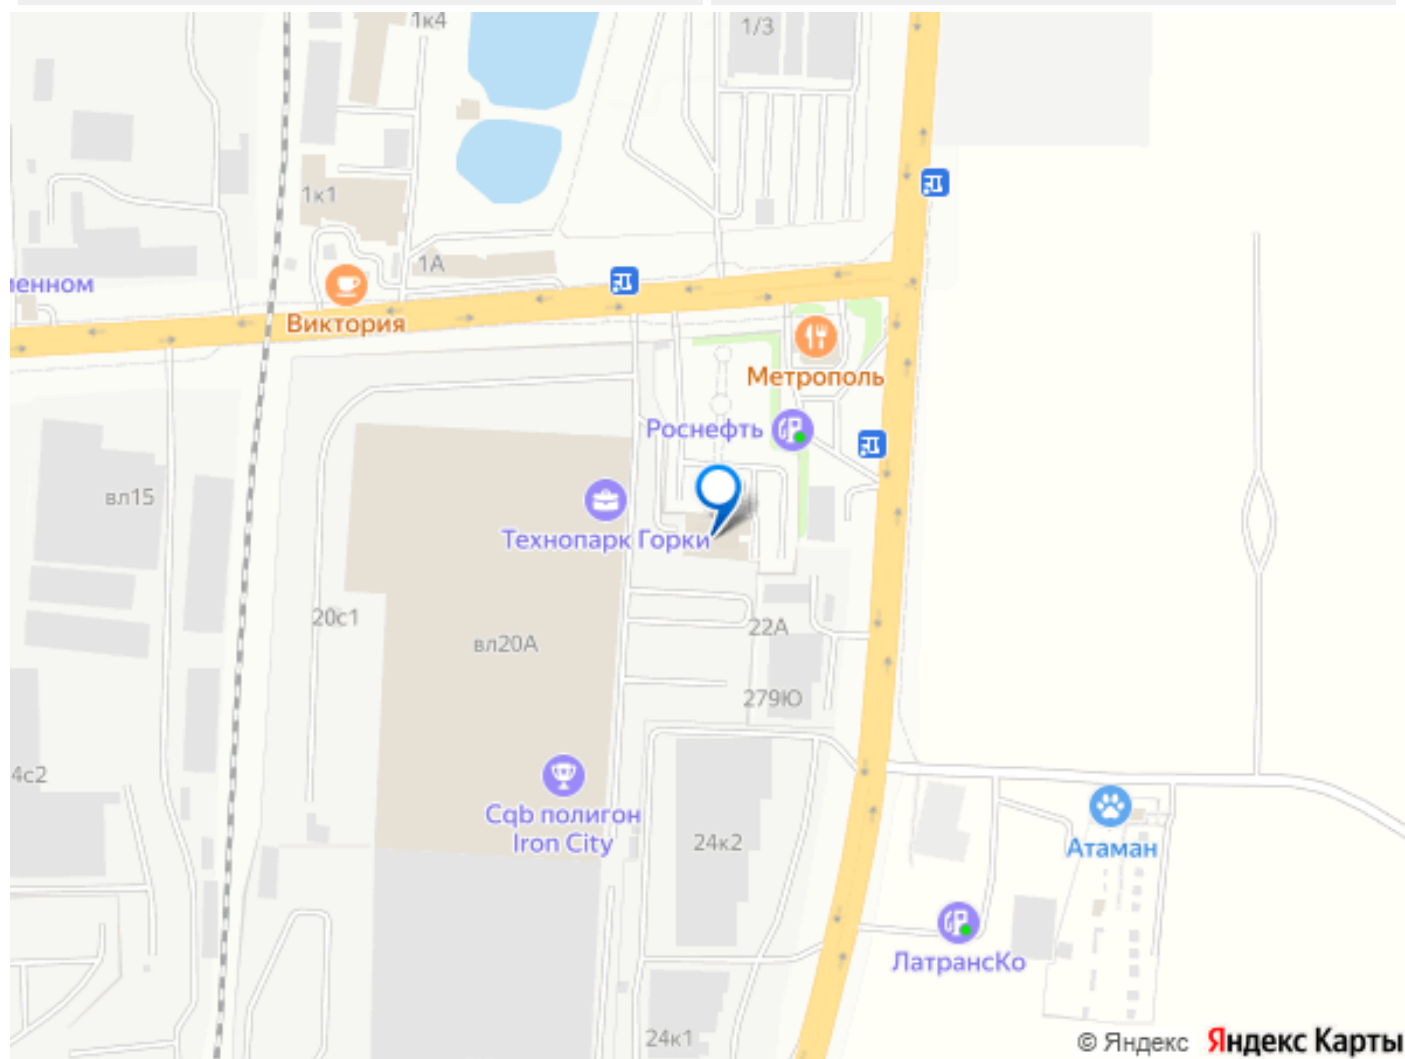 1к4
1/3
1к1
1А
ленном
Виктория
Метрополь
Роснефть
вл15
Технопарк Горки
20с1
22А
вл20А
279Ю
4с2
Cqb полигон
Iron City
24к2
Атаман
ЛатрансКо
24к1
© Яндекс Яндекс Карты